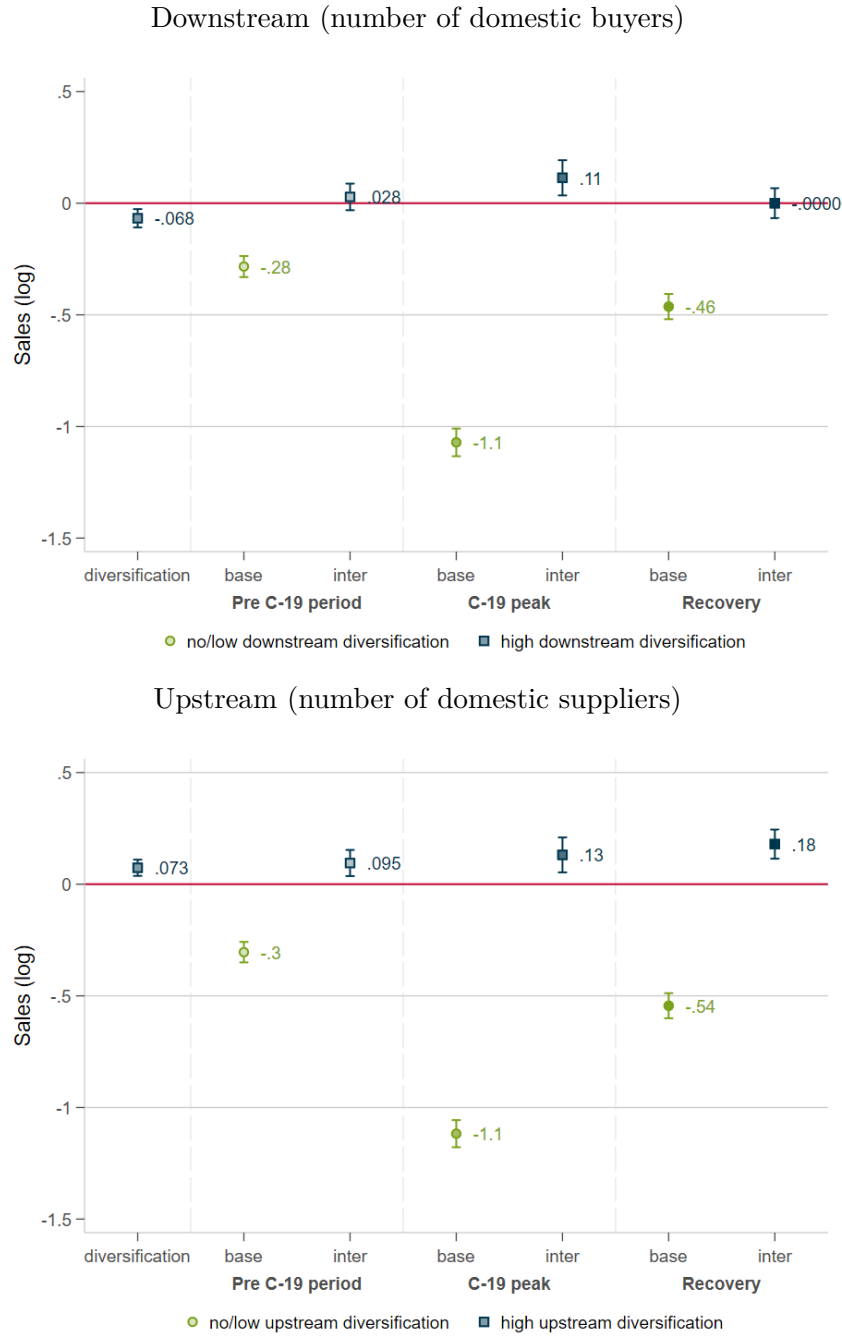 Downstream (number of domestic buyers)
.5
0
-.5
-1
-1.5
Sales (log)
-.068
-.28
.028
-1.1
.11
-.46
-.0000
diversification base inter base inter base inter
Pre C-19 period C-19 peak Recovery
no/low downstream diversification high downstream diversification
Upstream (number of domestic suppliers)
.5
0
-.5
-1
-1.5
Sales (log)
.073
-.3
.095
-1.1
.13
-.54
.18
diversification base inter base inter base inter
Pre C-19 period C-19 peak Recovery
no/low upstream diversification high upstream diversification